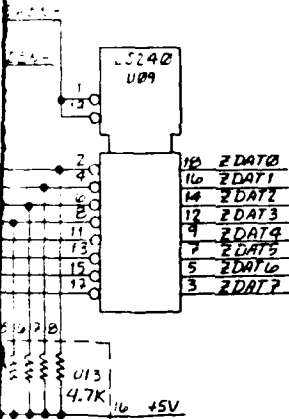 LS240
U09
1
19
2
4
6
8
11
13
15
17
18 ZDAT0
16 ZDAT1
14 ZDAT2
12 ZDAT3
9 ZDAT4
7 ZDAT5
5 ZDAT6
3 ZDAT7
5 6 7 8
U13
4.7K
16 +5V